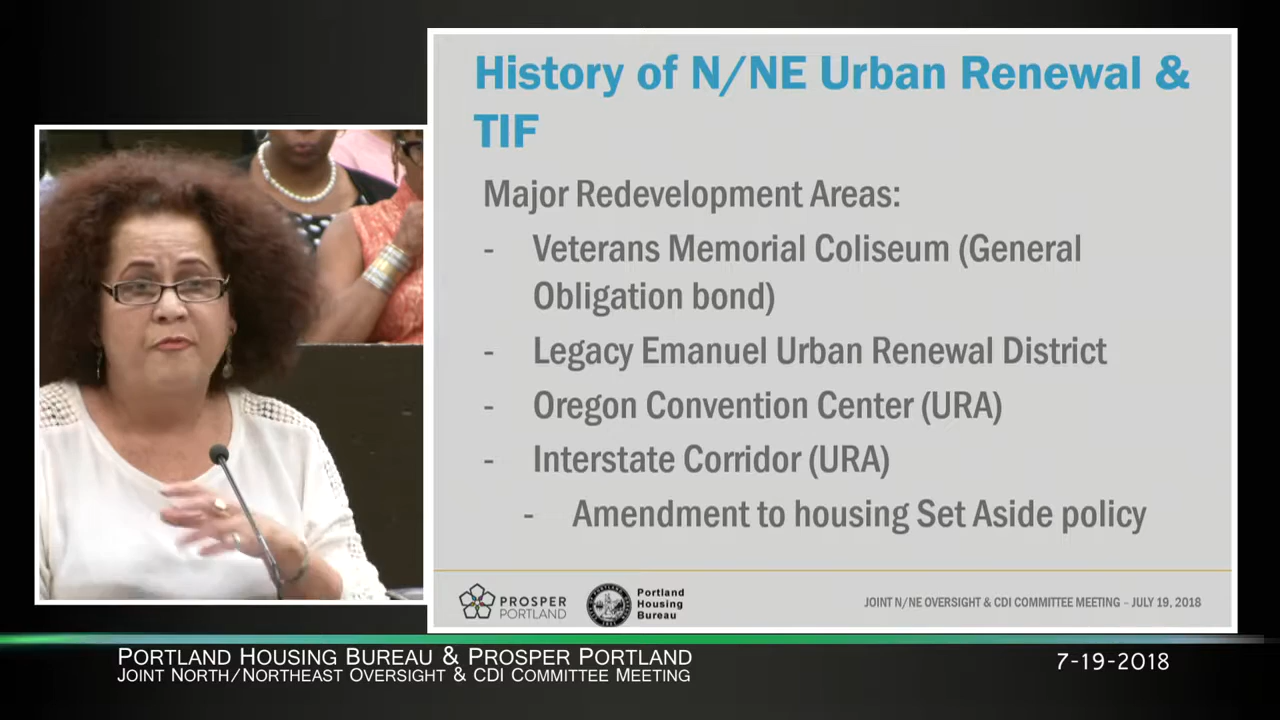 History of N/NE Urban Renewal &
TIF
Major Redevelopment Areas:
- Veterans Memorial Coliseum (General
Obligation bond)
- Legacy Emanuel Urban Renewal District
- Oregon Convention Center (URA)
- Interstate Corridor (URA)
- Amendment to housing Set Aside policy
PROSPER
PORTLAND
Portland
Housing
Bureau
JOINT N/NE OVERSIGHT & CDI COMMITTEE MEETING – JULY 19, 2018
PORTLAND HOUSING BUREAU & PROSPER PORTLAND
JOINT NORTH/NORTHEAST OVERSIGHT & CDI COMMITTEE MEETING
7-19-2018